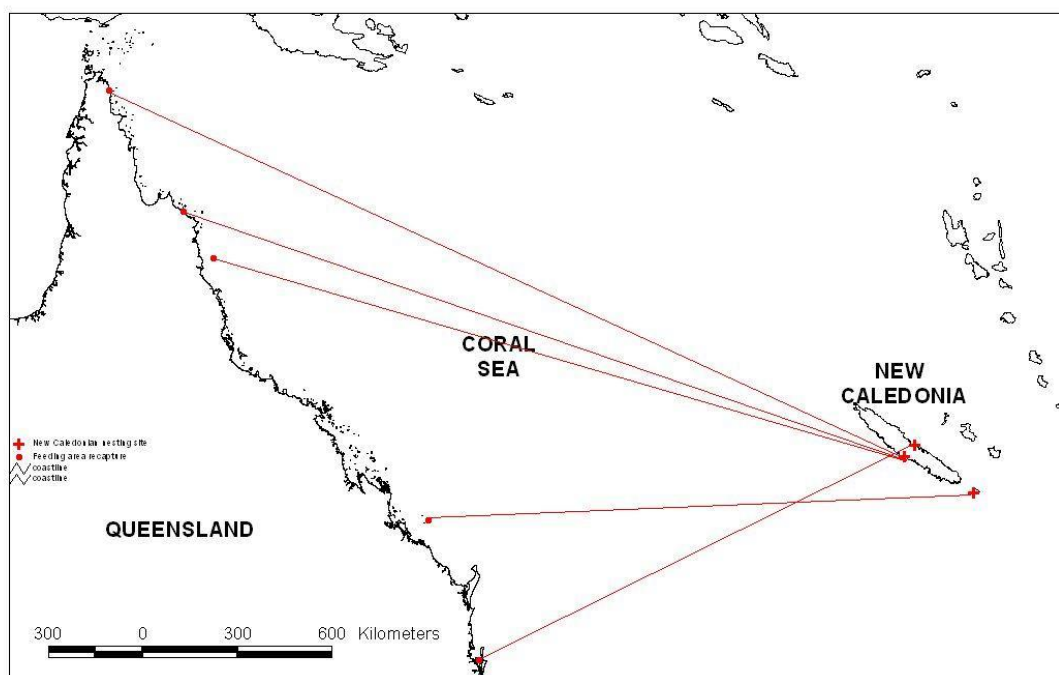 CORAL
SEA
NEW
CALEDONIA
New Caledonian nesting site
Feeding area recapture
coastline
coastline
QUEENSLAND
300 0 300 600 Kilometers